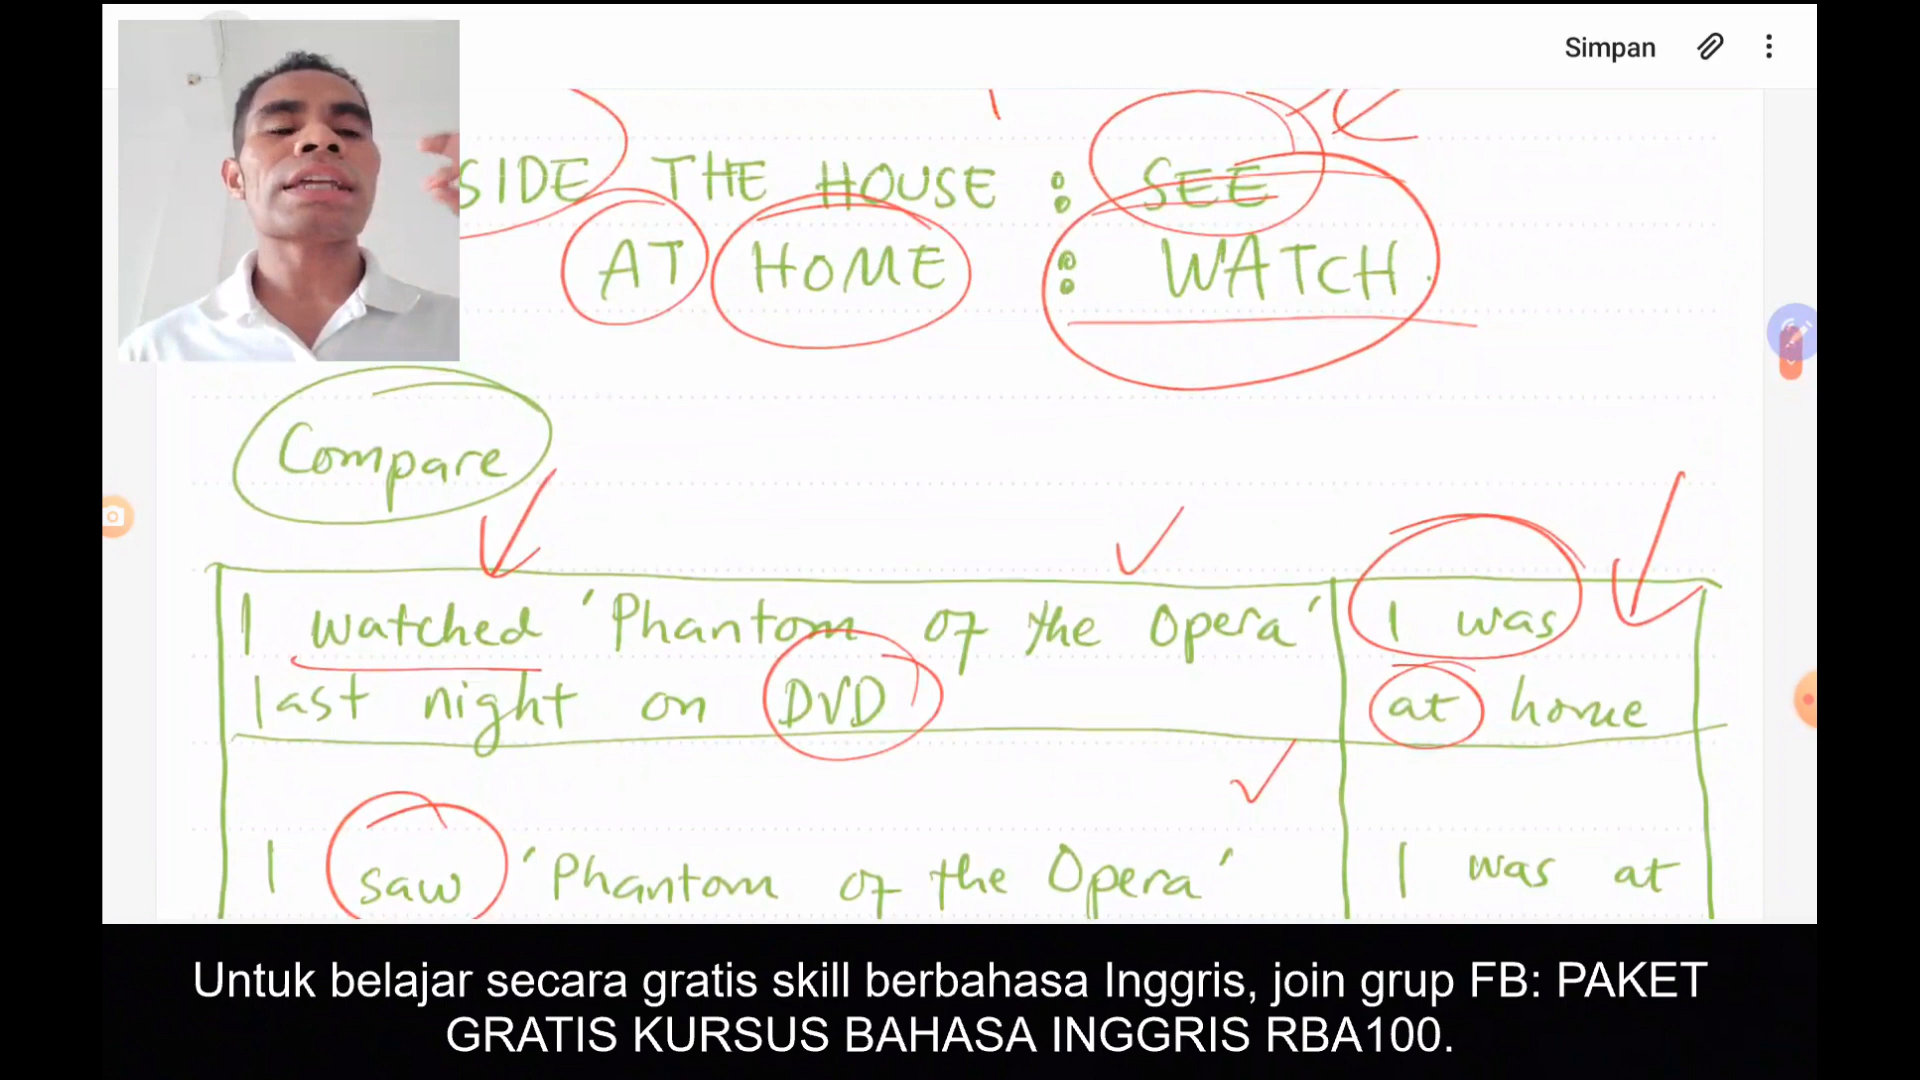 Simpan
SIDE THE HOUSE : SEE
AT HOME : WATCH.
Compare
I watched 'Phantom of the Opera' I was
last night on DVD at home
I saw 'Phantom of the Opera' I was at
Untuk belajar secara gratis skill berbahasa Inggris, join grup FB: PAKET
GRATIS KURSUS BAHASA INGGRIS RBA100.